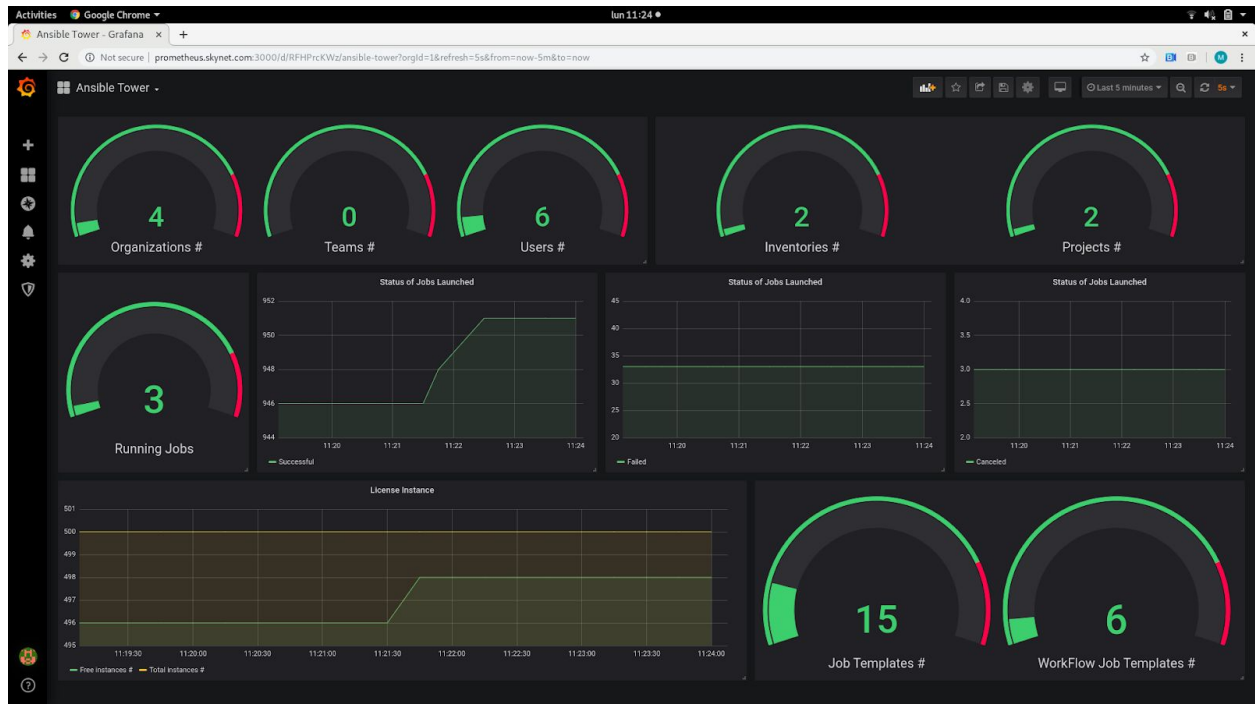 Activities Google Chrome lun 11:24
Ansible Tower - Grafana
Not secure | prometheus.skynet.com:3000/d/RFHPrcKWz/ansible-tower?orgId=1&refresh=5s&from=now-5m&to=now
Ansible Tower Last 5 minutes 5s
4 0 6 2 2
Organizations # Teams # Users # Inventories # Projects #
3
Running Jobs
Status of Jobs Launched
952
950
948
946
944
11:20 11:21 11:22 11:23 11:24
Successful
Status of Jobs Launched
45
40
35
30
25
20
11:20 11:21 11:22 11:23 11:24
Failed
Status of Jobs Launched
4.0
3.5
3.0
2.5
2.0
11:20 11:21 11:22 11:23 11:24
Canceled
License Instance
501
500
499
498
497
496
495
11:19:30 11:20:00 11:20:30 11:21:00 11:21:30 11:22:00 11:22:30 11:23:00 11:23:30 11:24:00
Free Instances # Total Instances #
15 6
Job Templates # WorkFlow Job Templates #